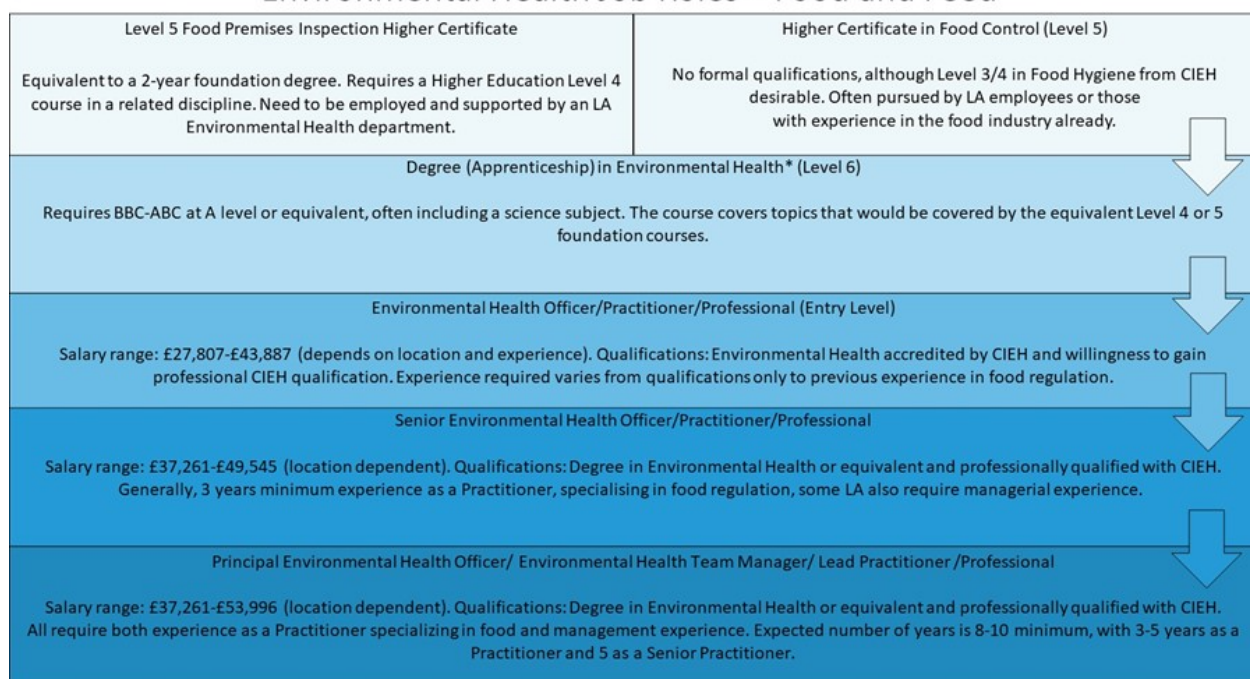 Level 5 Food Premises Inspection Higher Certificate
Equivalent to a 2-year foundation degree. Requires a Higher Education Level 4
course in a related discipline. Need to be employed and supported by an LA
Environmental Health department.
Higher Certificate in Food Control (Level 5)
No formal qualifications, although Level 3/4 in Food Hygiene from CIEH
desirable. Often pursued by LA employees or those
with experience in the food industry already.
Degree (Apprenticeship) in Environmental Health* (Level 6)
Requires BBC-ABC at A level or equivalent, often including a science subject. The course covers topics that would be covered by the equivalent Level 4 or 5
foundation courses.
Environmental Health Officer/Practitioner/Professional (Entry Level)
Salary range: £27,807-£43,887 (depends on location and experience). Qualifications: Environmental Health accredited by CIEH and willingness to gain
professional CIEH qualification. Experience required varies from qualifications only to previous experience in food regulation.
Senior Environmental Health Officer/Practitioner/Professional
Salary range: £37,261-£49,545 (location dependent). Qualifications: Degree in Environmental Health or equivalent and professionally qualified with CIEH.
Generally, 3 years minimum experience as a Practitioner, specialising in food regulation, some LA also require managerial experience.
Principal Environmental Health Officer/ Environmental Health Team Manager/ Lead Practitioner /Professional
Salary range: £37,261-£53,996 (location dependent). Qualifications: Degree in Environmental Health or equivalent and professionally qualified with CIEH.
All require both experience as a Practitioner specializing in food and management experience. Expected number of years is 8-10 minimum, with 3-5 years as a
Practitioner and 5 as a Senior Practitioner.